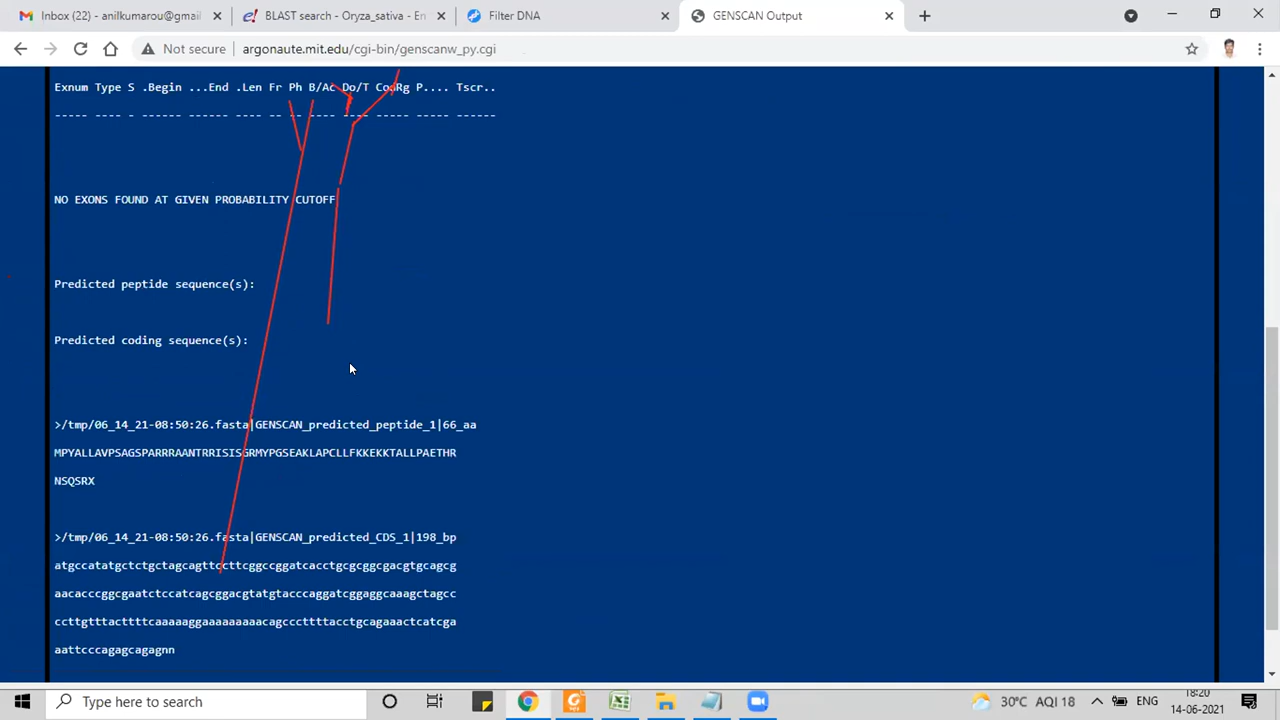 Inbox (22) - anilkumarou@gmail
BLAST search - Oryza_sativa - En
Filter DNA
GENSCAN Output
Not secure
argonaute.mit.edu/cgi-bin/genscanw_py.cgi
Exnum Type S .Begin ...End .Len Fr Ph B/Ac Do/T CodRg P.... Tscr..
----- ---- - ------ ------ ---- -- -- ---- ---- ----- ----- ------
NO EXONS FOUND AT GIVEN PROBABILITY CUTOFF
Predicted peptide sequence(s):
Predicted coding sequence(s):
>/tmp/06_14_21-08:50:26.fasta|GENSCAN_predicted_peptide_1|66_aa
MPYALLAVPSAGSPARRRAANTRRISISGRMYPGSEAKLAPCLLFKKEKKTALLPAETHR
NSQSRX
>/tmp/06_14_21-08:50:26.fasta|GENSCAN_predicted_CDS_1|198_bp
atgccatatgctctgctagcagttccttcggccggatcacctgcgcggcgacgtgcagcg
aacacccggcgaatctccatcagcggacgtatgtacccaggatcggaggcaaagctagcc
ccttgtttacttttcaaaaaggaaaaaaaaacagcccttttacctgcagaaactcatcga
aattcccagagcagagnn
Type here to search
30°C AQI 18
ENG
18:20
14-06-2021